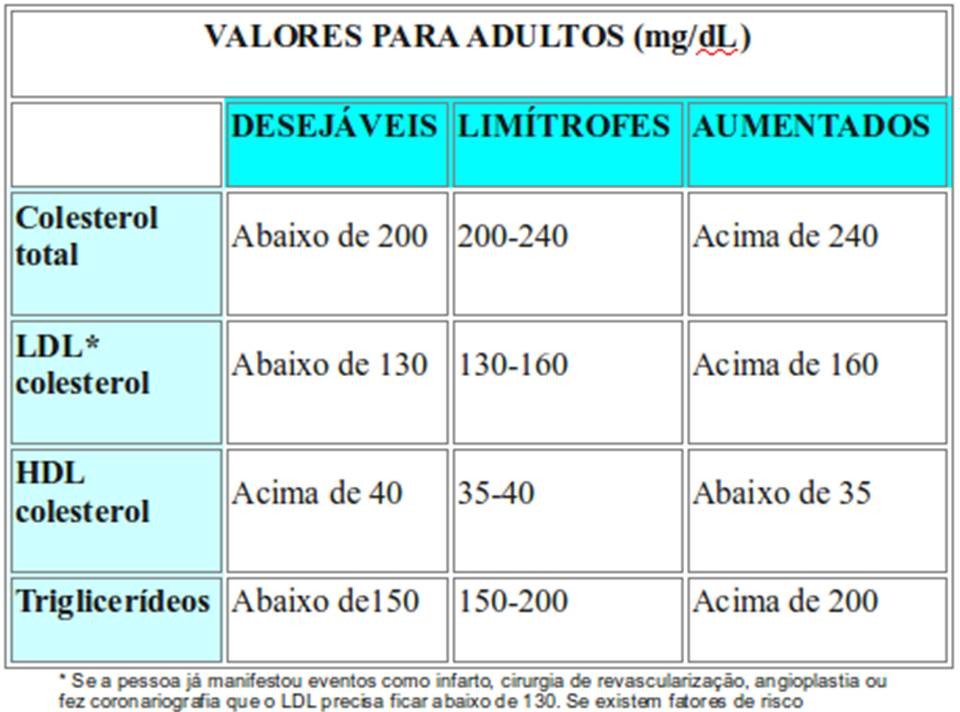 VALORES PARA ADULTOS (mg/dL)
DESEJÁVEIS LIMÍTROFES AUMENTADOS
Colesterol
total
Abaixo de 200 200-240 Acima de 240
LDL*
colesterol
Abaixo de 130 130-160 Acima de 160
HDL
colesterol
Acima de 40 35-40 Abaixo de 35
Triglicerídeos Abaixo de150 150-200 Acima de 200
* Se a pessoa já manifestou eventos como infarto, cirurgia de revascularização, angioplastia ou
fez coronariografia que o LDL precisa ficar abaixo de 130. Se existem fatores de risco